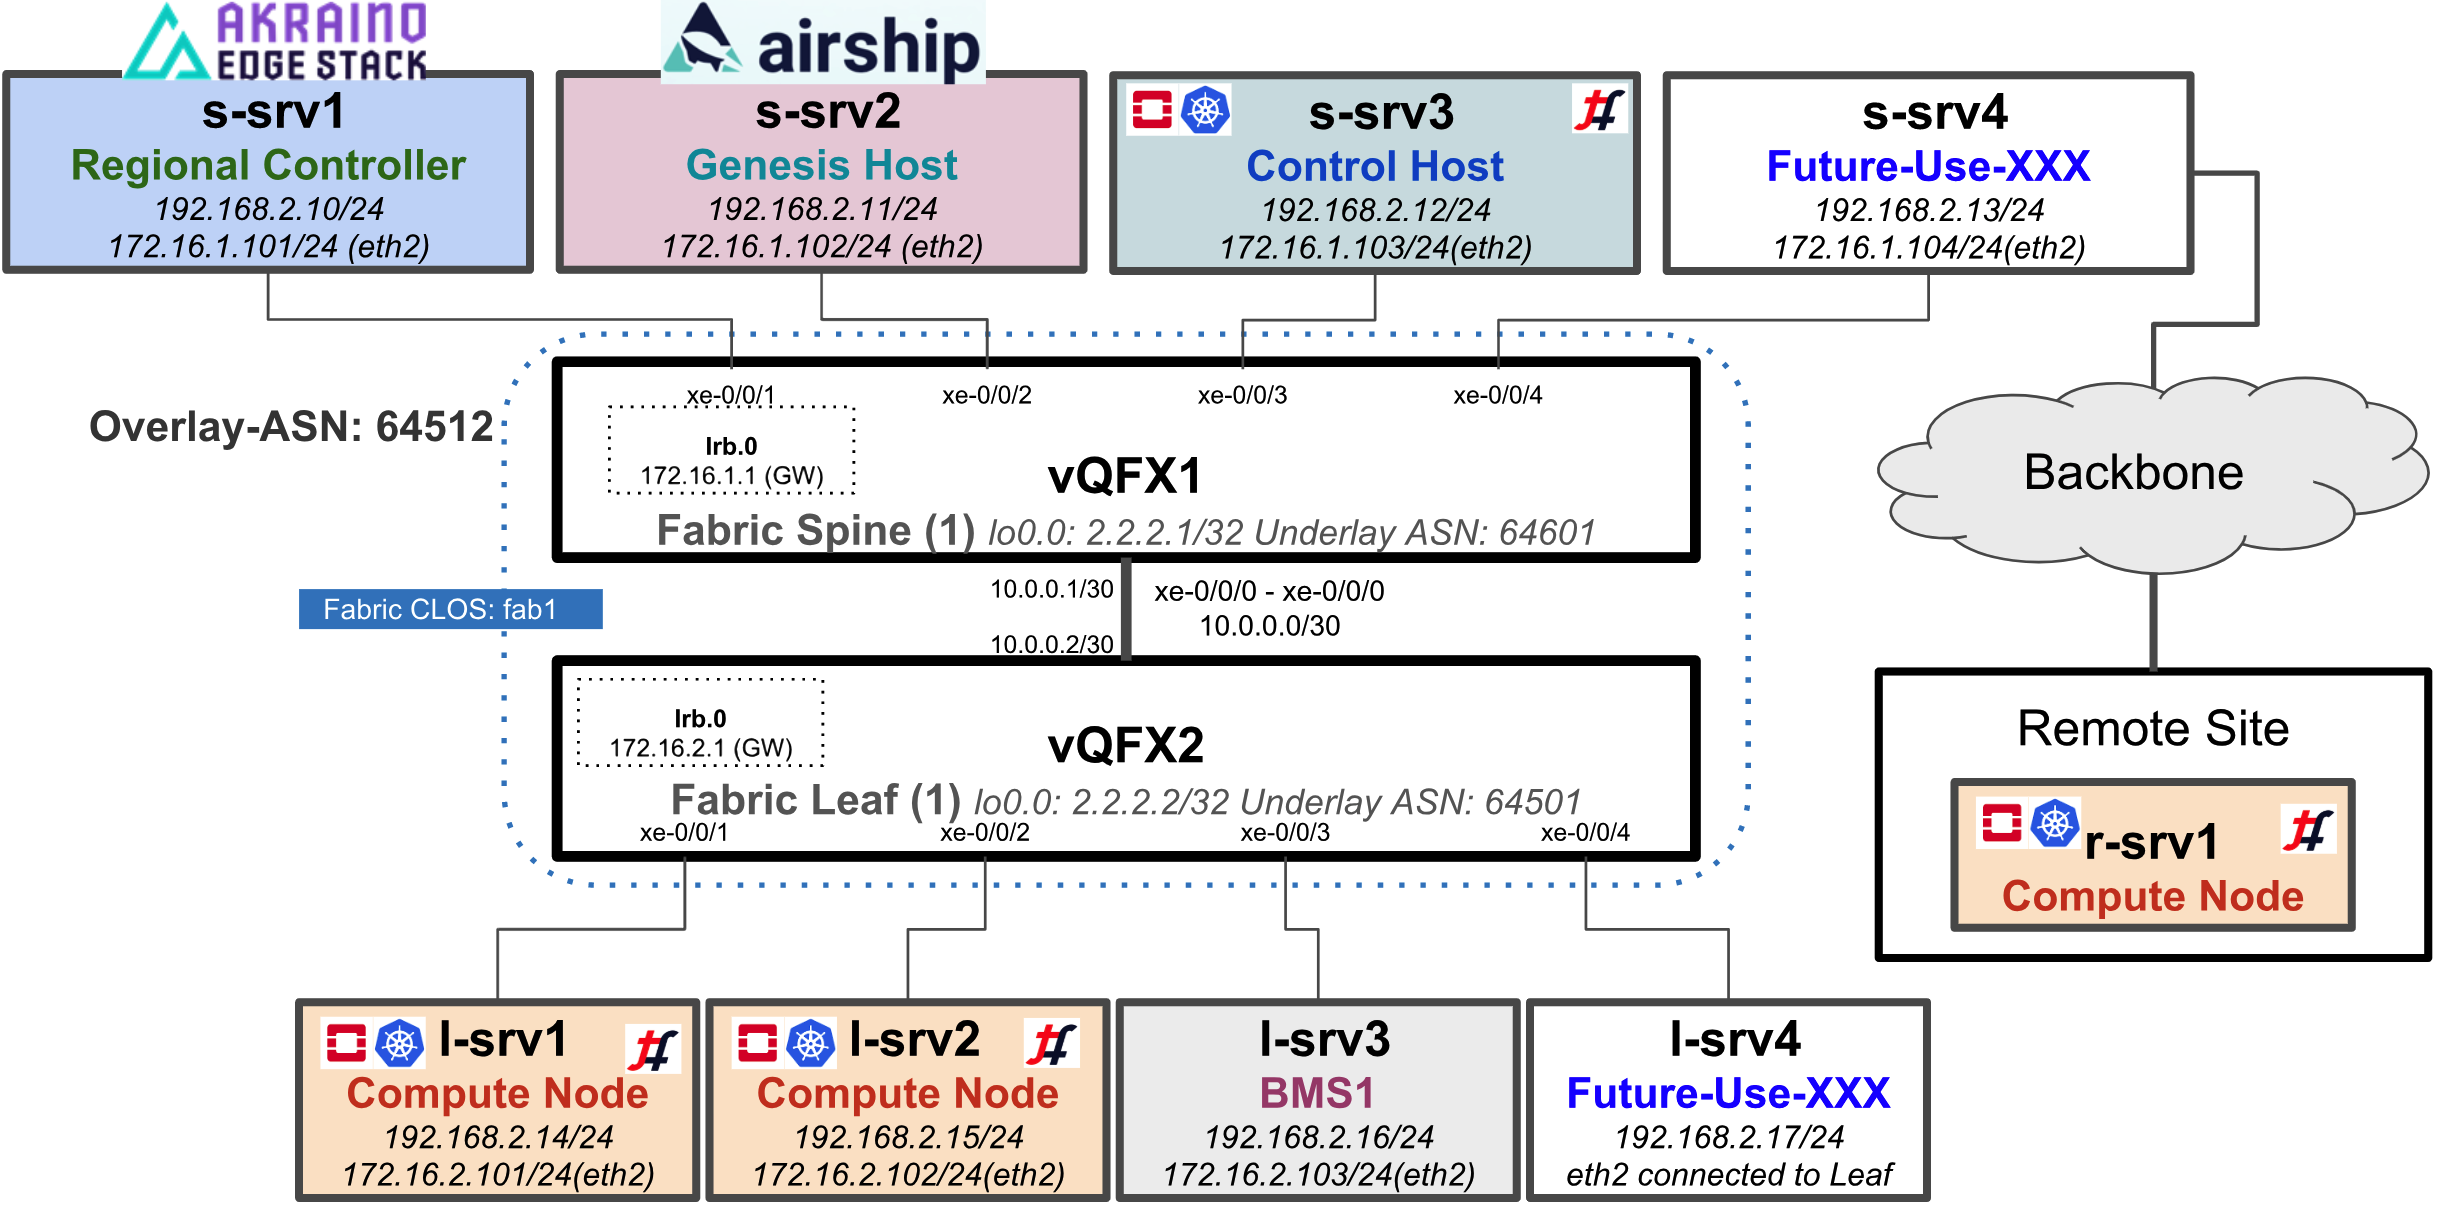 AKRAINO
EDGE STACK
airship
s-srv1
Regional Controller
192.168.2.10/24
172.16.1.101/24 (eth2)
s-srv2
Genesis Host
192.168.2.11/24
172.16.1.102/24 (eth2)
s-srv3
Control Host
192.168.2.12/24
172.16.1.103/24(eth2)
s-srv4
Future-Use-XXX
192.168.2.13/24
172.16.1.104/24(eth2)
Overlay-ASN: 64512
xe-0/0/1
xe-0/0/2
xe-0/0/3
xe-0/0/4
Irb.0
172.16.1.1 (GW)
vQFX1
Fabric Spine (1) lo0.0: 2.2.2.1/32 Underlay ASN: 64601
Fabric CLOS: fab1
10.0.0.1/30
10.0.0.2/30
xe-0/0/0 - xe-0/0/0
10.0.0.0/30
Irb.0
172.16.2.1 (GW)
vQFX2
Fabric Leaf (1) lo0.0: 2.2.2.2/32 Underlay ASN: 64501
xe-0/0/1
xe-0/0/2
xe-0/0/3
xe-0/0/4
Backbone
Remote Site
r-srv1
Compute Node
l-srv1
Compute Node
192.168.2.14/24
172.16.2.101/24(eth2)
l-srv2
Compute Node
192.168.2.15/24
172.16.2.102/24(eth2)
l-srv3
BMS1
192.168.2.16/24
172.16.2.103/24(eth2)
l-srv4
Future-Use-XXX
192.168.2.17/24
eth2 connected to Leaf